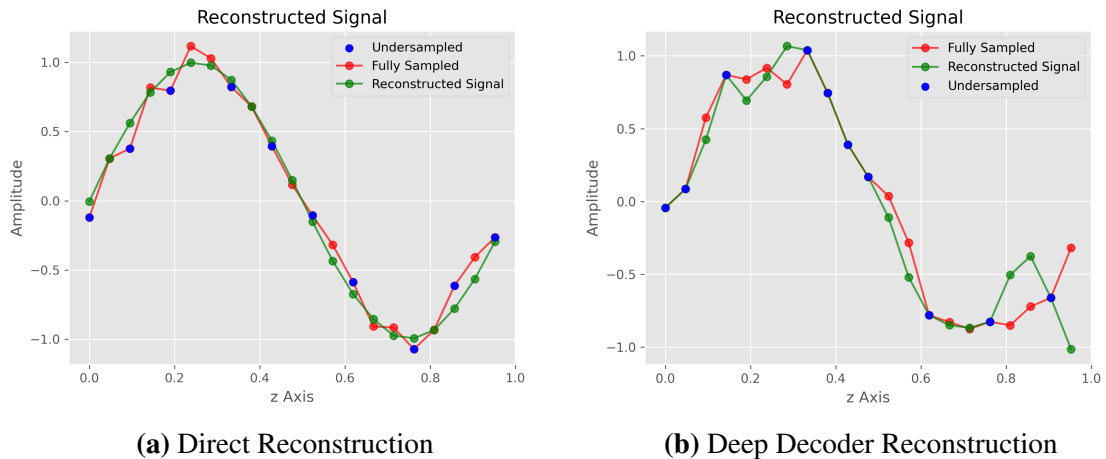 Reconstructed Signal
Undersampled
Fully Sampled
Reconstructed Signal
1.0
0.5
0.0
−0.5
−1.0
Amplitude
0.0 0.2 0.4 0.6 0.8 1.0
z Axis
(a) Direct Reconstruction
Reconstructed Signal
Fully Sampled
Reconstructed Signal
Undersampled
1.0
0.5
0.0
−0.5
−1.0
Amplitude
0.0 0.2 0.4 0.6 0.8 1.0
z Axis
(b) Deep Decoder Reconstruction